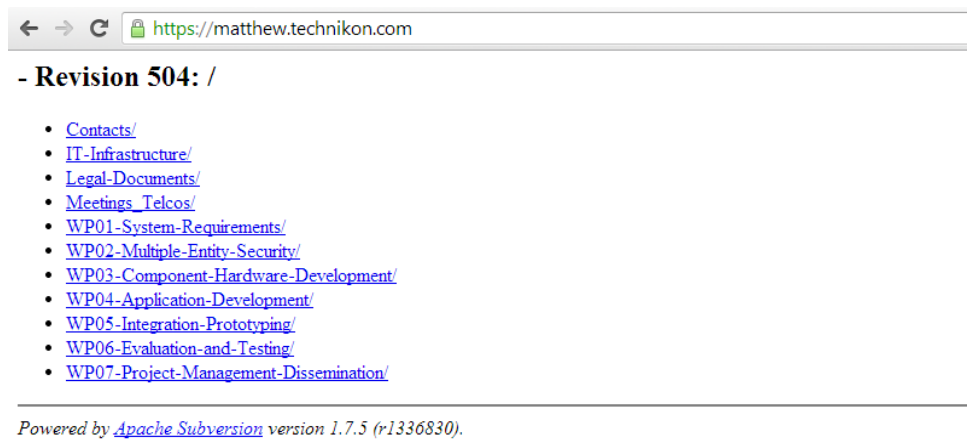 https://matthew.technikon.com
- Revision 504: /
Contacts/
IT-Infrastructure/
Legal-Documents/
Meetings_Telcos/
WP01-System-Requirements/
WP02-Multiple-Entity-Security/
WP03-Component-Hardware-Development/
WP04-Application-Development/
WP05-Integration-Prototyping/
WP06-Evaluation-and-Testing/
WP07-Project-Management-Dissemination/
Powered by Apache Subversion version 1.7.5 (r1336830).